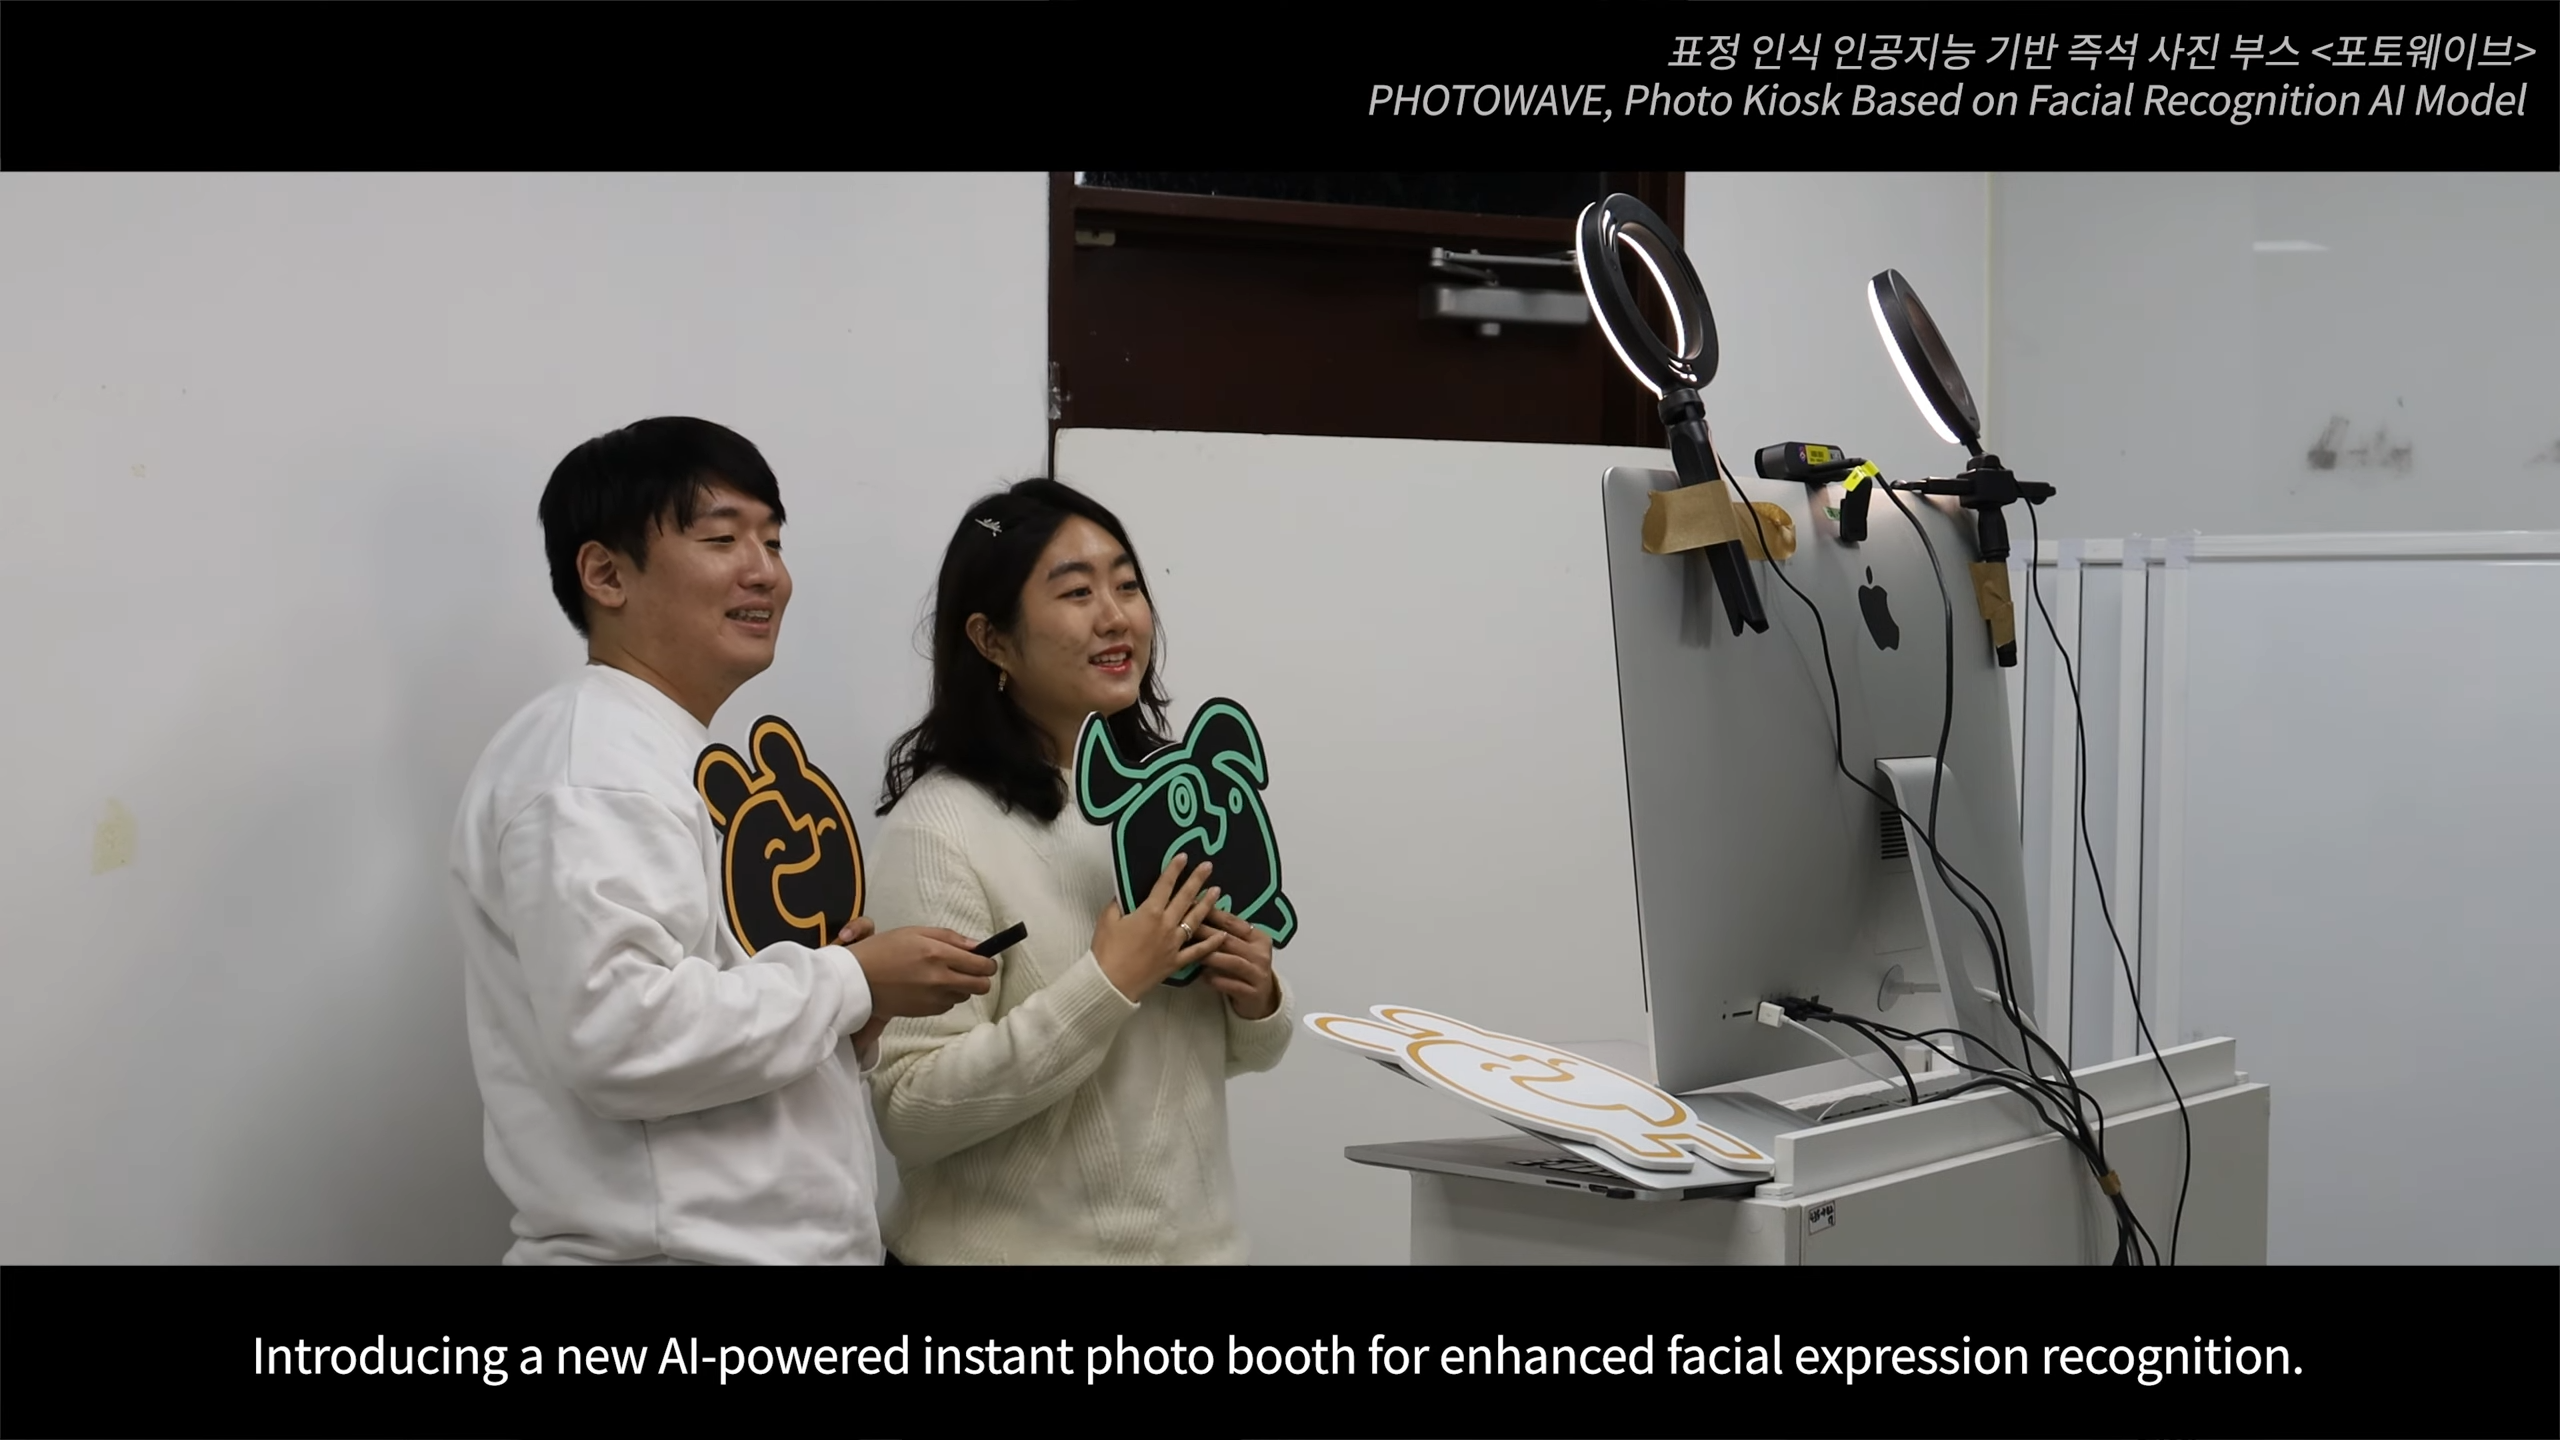 표정 인식 인공지능 기반 즉석 사진 부스 <포토웨이브>
PHOTOWAVE, Photo Kiosk Based on Facial Recognition AI Model
Introducing a new AI-powered instant photo booth for enhanced facial expression recognition.